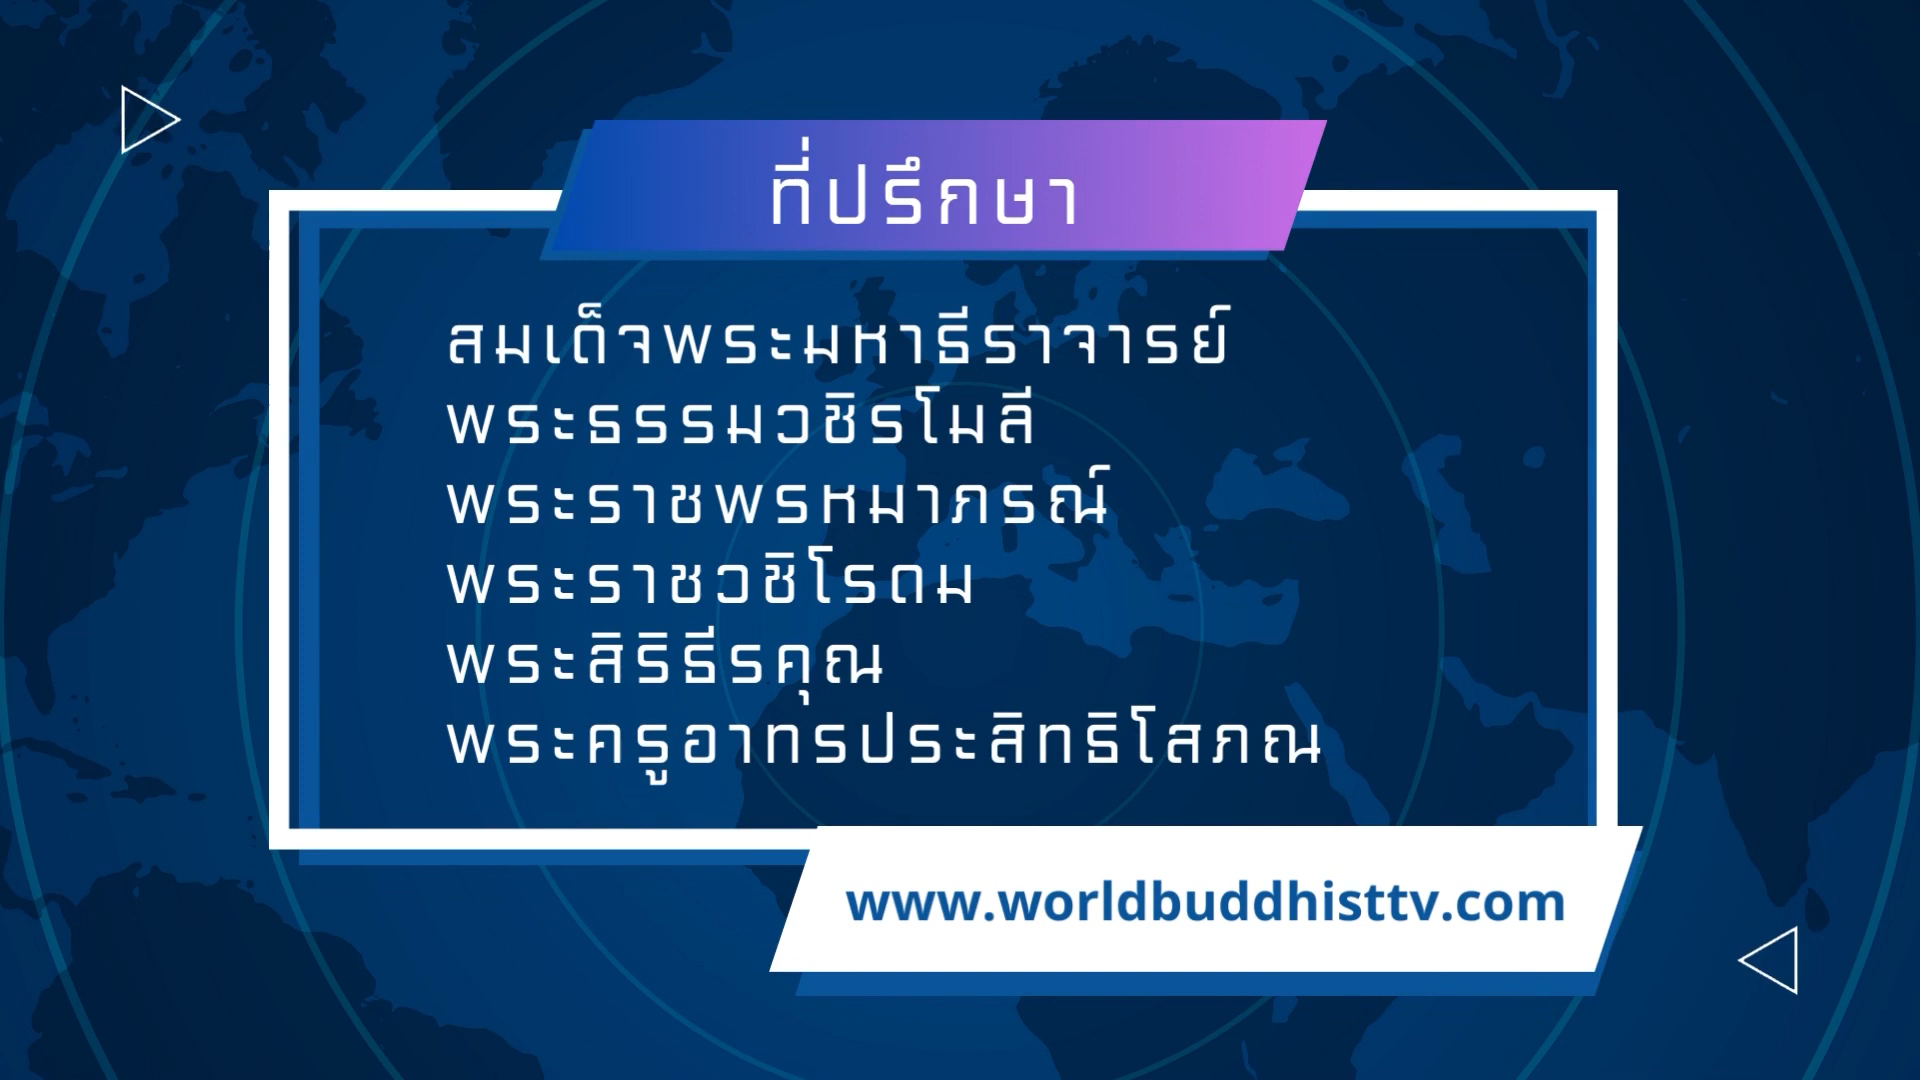 ที่ปรึกษา
สมเด็จพระมหาธีราจารย์
พระธรรมวชิรโมลี
พระราชพรหมาภรณ์
พระราชวชิโรดม
พระสิริธีรคุณ
พระครูอาทรประสิทธิโสภณ
www.worldbuddhisttv.com